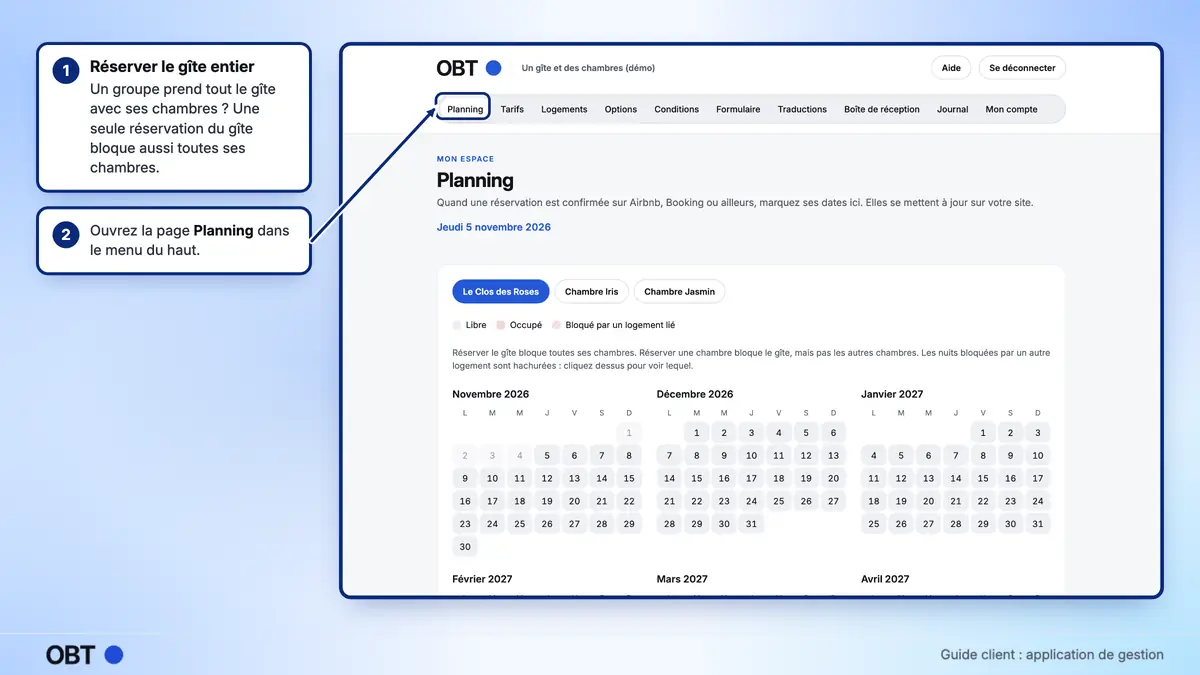 1
Réserver le gîte entier
Un groupe prend tout le gîte
avec ses chambres ? Une
seule réservation du gîte
bloque aussi toutes ses
chambres.
2
Ouvrez la page Planning dans
le menu du haut.
OBT
Un gîte et des chambres (démo)
Aide
Se déconnecter
Planning Tarifs Logements Options Conditions Formulaire Traductions Boîte de réception Journal Mon compte
MON ESPACE
Planning
Quand une réservation est confirmée sur Airbnb, Booking ou ailleurs, marquez ses dates ici. Elles se mettent à jour sur votre site.
Jeudi 5 novembre 2026
Le Clos des Roses Chambre Iris Chambre Jasmin
Libre Occupé Bloqué par un logement lié
Réserver le gîte bloque toutes ses chambres. Réserver une chambre bloque le gîte, mais pas les autres chambres. Les nuits bloquées par un autre
logement sont hachurées : cliquez dessus pour voir lequel.
Novembre 2026
L M M J V S D
1
2 3 4 5 6 7 8
9 10 11 12 13 14 15
16 17 18 19 20 21 22
23 24 25 26 27 28 29
30
Décembre 2026
L M M J V S D
1 2 3 4 5 6
7 8 9 10 11 12 13
14 15 16 17 18 19 20
21 22 23 24 25 26 27
28 29 30 31
Janvier 2027
L M M J V S D
1 2 3
4 5 6 7 8 9 10
11 12 13 14 15 16 17
18 19 20 21 22 23 24
25 26 27 28 29 30 31
Février 2027
Mars 2027
Avril 2027
OBT
Guide client : application de gestion